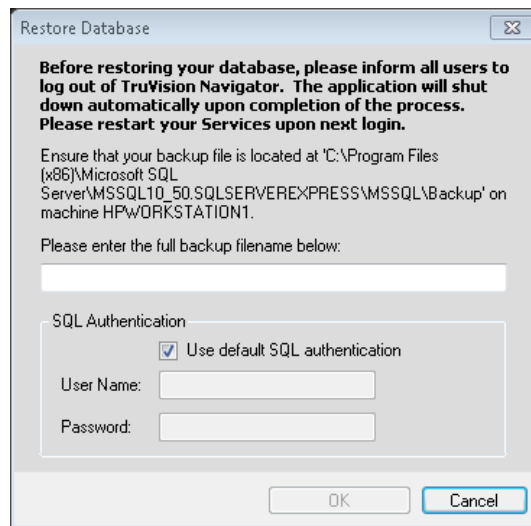 Restore Database
Before restoring your database, please inform all users to
log out of TruVision Navigator. The application will shut
down automatically upon completion of the process.
Please restart your Services upon next login.
Ensure that your backup file is located at 'C:\Program Files
(x86)\Microsoft SQL
Server\MSSQL10_50.SQLSERVEREXPRESS\MSSQL\Backup' on
machine HPWORKSTATION1.
Please enter the full backup filename below:
SQL Authentication
Use default SQL authentication
User Name:
Password:
OK
Cancel